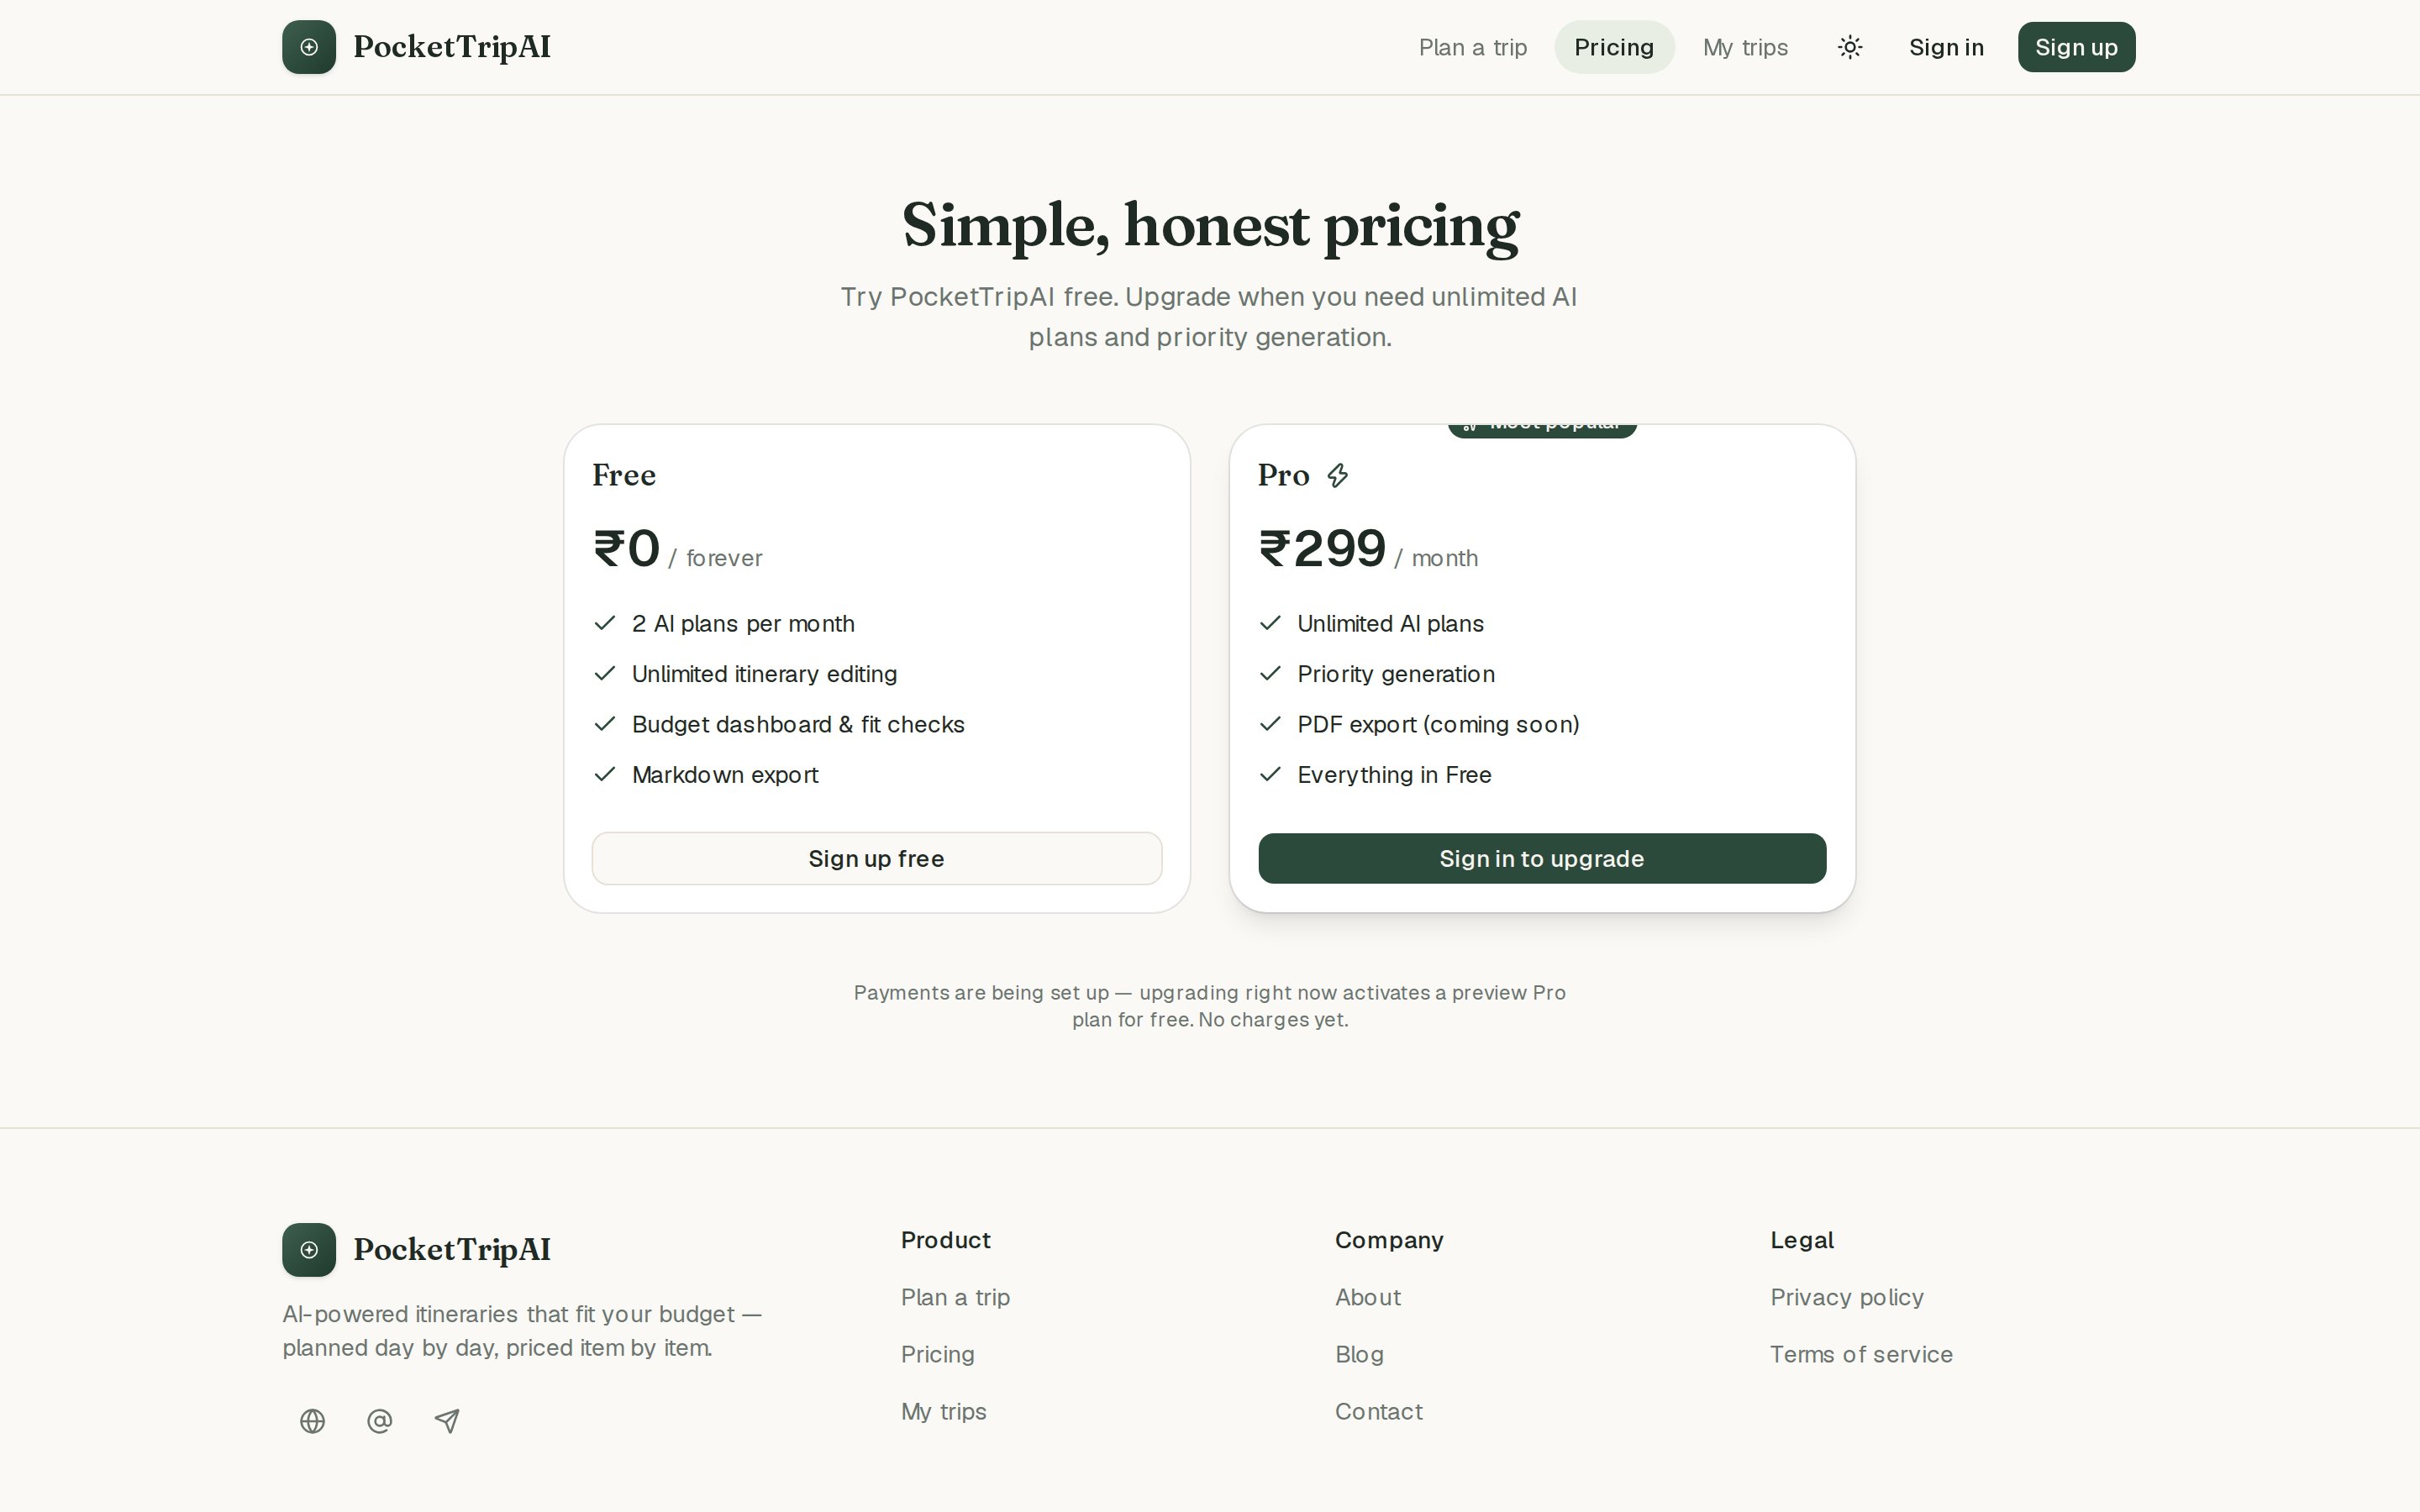 PocketTripAI
Plan a trip
Pricing
My trips
Sign in
Sign up
Simple, honest pricing
Try PocketTripAI free. Upgrade when you need unlimited AI
plans and priority generation.
Free
₹0 / forever
2 AI plans per month
Unlimited itinerary editing
Budget dashboard & fit checks
Markdown export
Sign up free
Most popular
Pro
₹299 / month
Unlimited AI plans
Priority generation
PDF export (coming soon)
Everything in Free
Sign in to upgrade
Payments are being set up — upgrading right now activates a preview Pro
plan for free. No charges yet.
PocketTripAI
AI-powered itineraries that fit your budget —
planned day by day, priced item by item.
Product
Plan a trip
Pricing
My trips
Company
About
Blog
Contact
Legal
Privacy policy
Terms of service